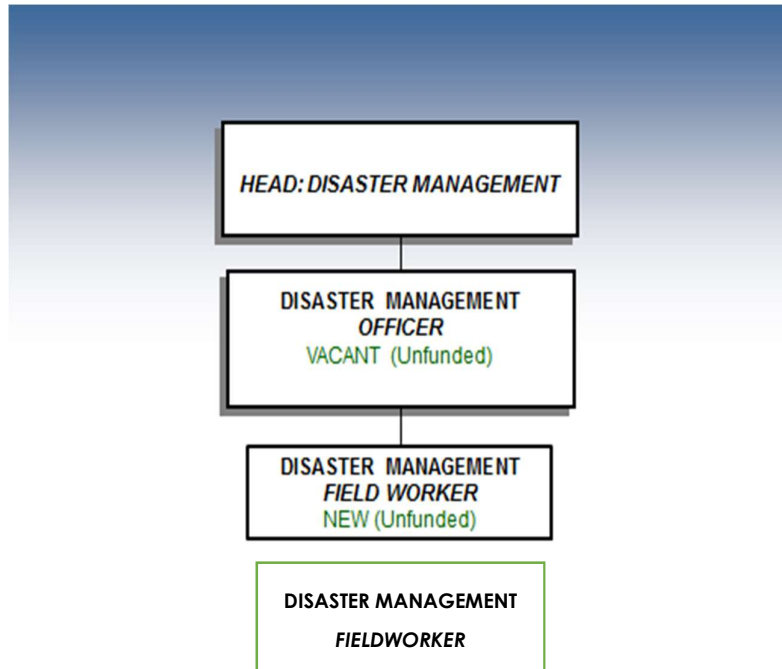 HEAD: DISASTER MANAGEMENT
DISASTER MANAGEMENT
OFFICER
VACANT (Unfunded)
DISASTER MANAGEMENT
FIELD WORKER
NEW (Unfunded)
DISASTER MANAGEMENT
FIELDWORKER